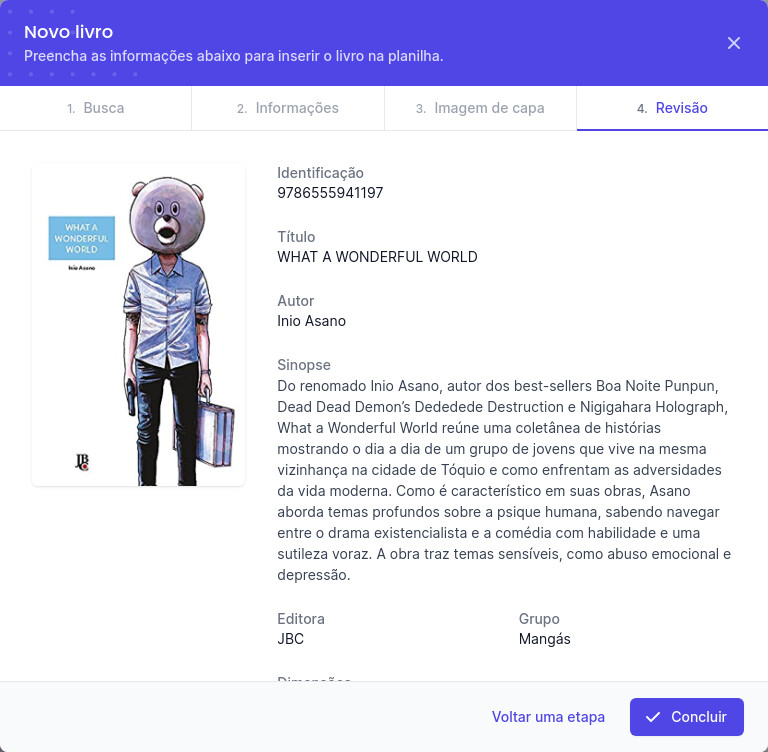 Novo livro
Preencha as informações abaixo para inserir o livro na planilha.
1. Busca
2. Informações
3. Imagem de capa
4. Revisão
WHAT A
WONDERFUL
WORLD
Inio Asano
JBC
Identificação
9786555941197
Título
WHAT A WONDERFUL WORLD
Autor
Inio Asano
Sinopse
Do renomado Inio Asano, autor dos best-sellers Boa Noite Punpun,
Dead Dead Demon’s Dededede Destruction e Nigigahara Holograph,
What a Wonderful World reúne uma coletânea de histórias
mostrando o dia a dia de um grupo de jovens que vive na mesma
vizinhança na cidade de Tóquio e como enfrentam as adversidades
da vida moderna. Como é característico em suas obras, Asano
aborda temas profundos sobre a psique humana, sabendo navegar
entre o drama existencialista e a comédia com habilidade e uma
sutileza voraz. A obra traz temas sensíveis, como abuso emocional e
depressão.
Editora
JBC
Grupo
Mangás
Dimensões
Voltar uma etapa
Concluir